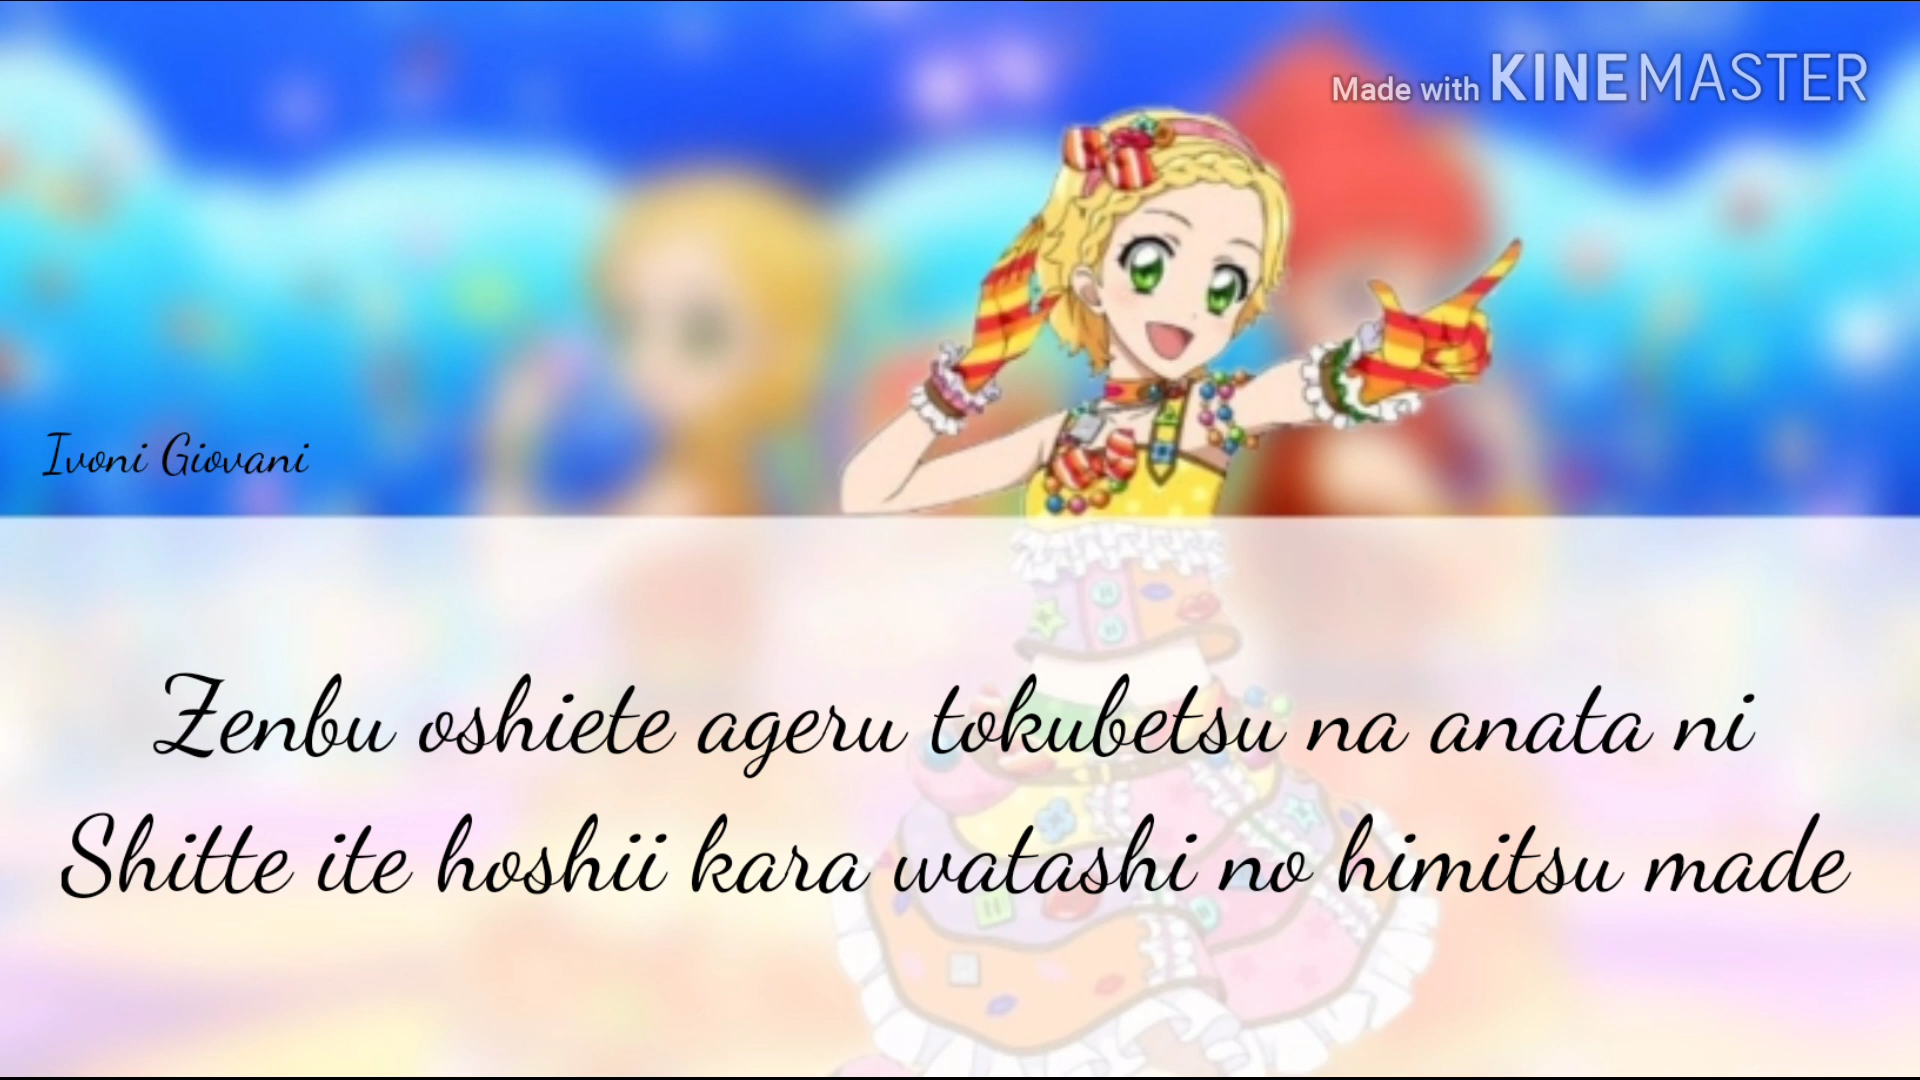 Made with KINEMASTER
Ivoni Giovani
Zenbu oshiete ageru tokubetsu na anata ni
Shitte ite hoshii kara watashi no himitsu made